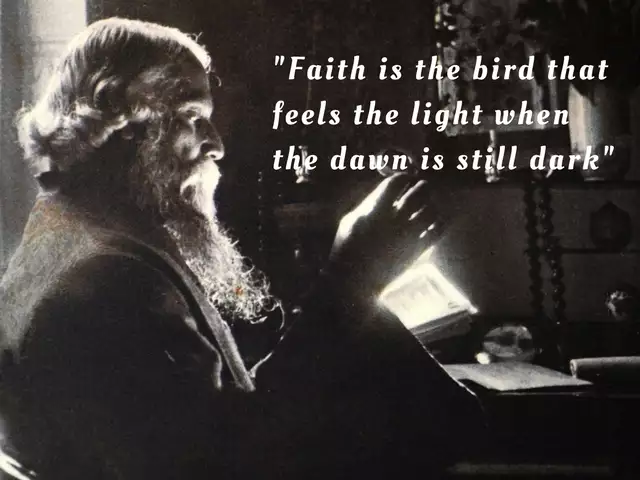 "Faith is the bird that
feels the light when
the dawn is still dark"